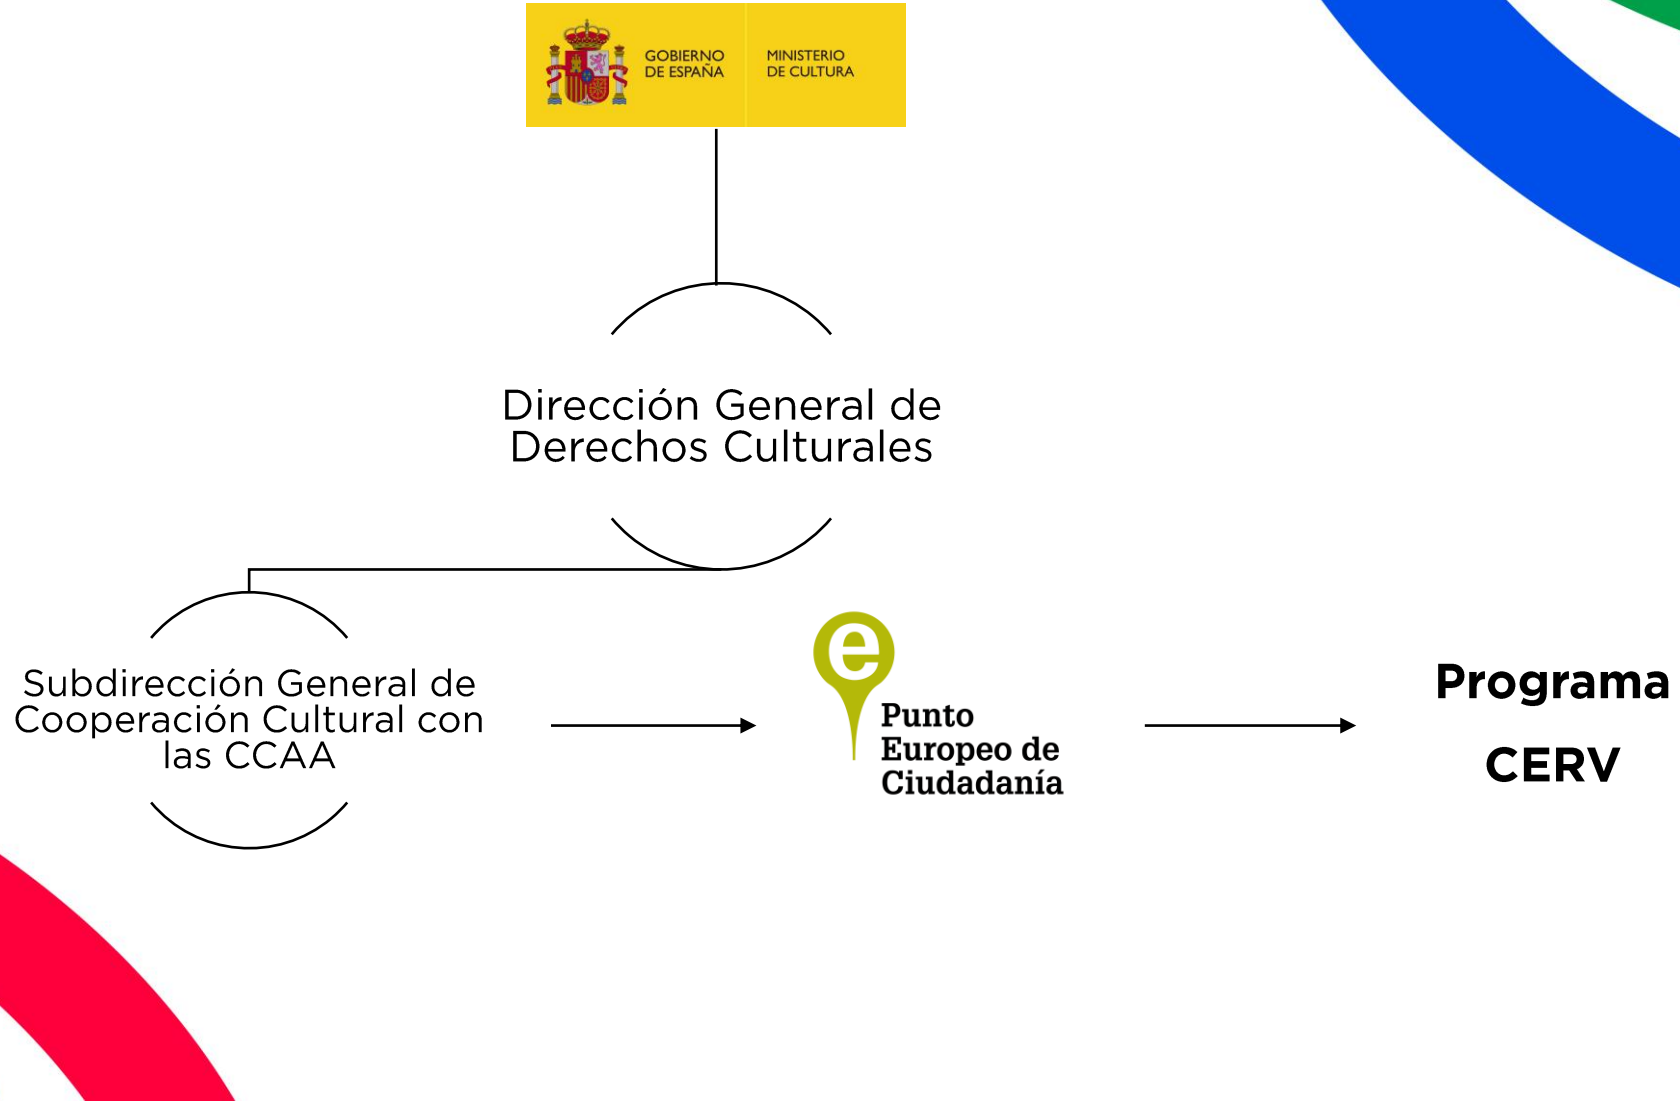 GOBIERNO
DE ESPAÑA
MINISTERIO
DE CULTURA
Dirección General de
Derechos Culturales
Subdirección General de
Cooperación Cultural con
las CCAA
e
Punto
Europeo de
Ciudadanía
Programa
CERV